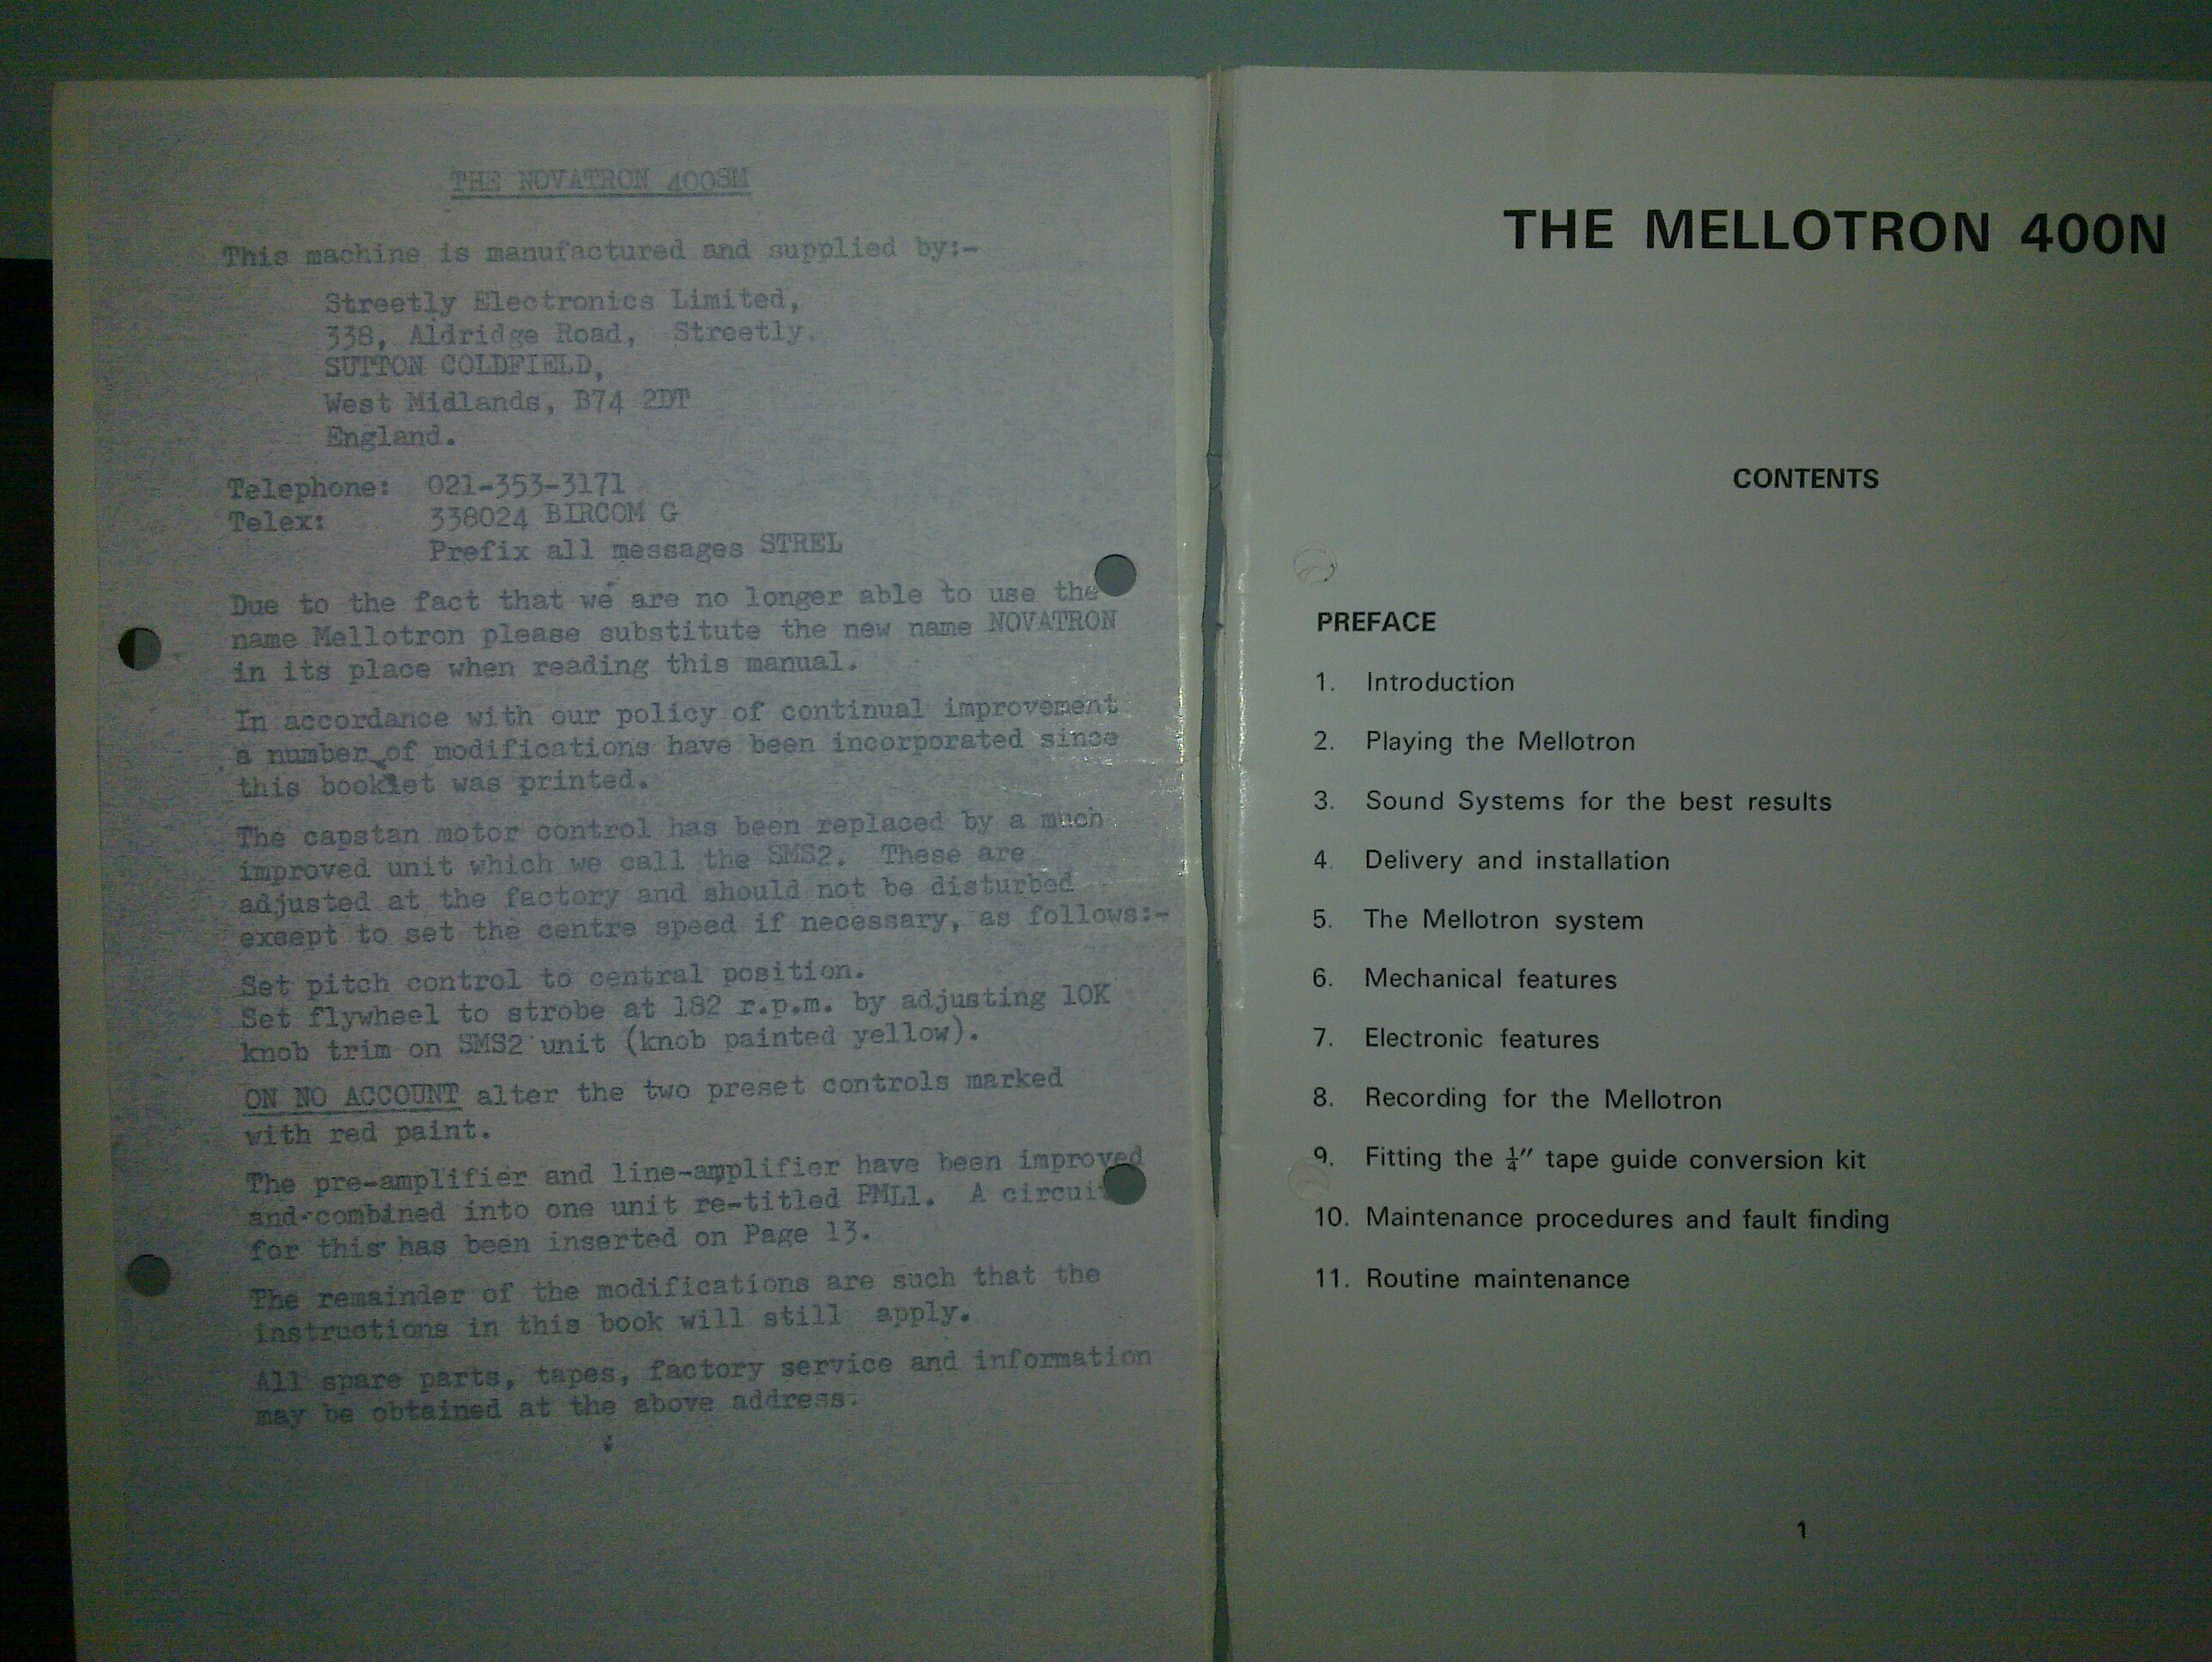 THE NOVATRON 400SM
This machine is manufactured and supplied by:-
Streetly Electronics Limited,
338, Aldridge Road, Streetly.
SUTTON COLDFIELD,
West Midlands, B74 2DT
England.
Telephone: 021-353-3171
Telex: 338024 BIRCOM G
Prefix all messages STREL
Due to the fact that we are no longer able to use the
name Mellotron please substitute the new name NOVATRON
in its place when reading this manual.
In accordance with our policy of continual improvement
a number of modifications have been incorporated since
this booklet was printed.
The capstan motor control has been replaced by a much
improved unit which we call the SMS2. These are
adjusted at the factory and should not be disturbed
except to set the centre speed if necessary, as follows:-
Set pitch control to central position.
Set flywheel to strobe at 182 r.p.m. by adjusting 10K
knob trim on SMS2 unit (knob painted yellow).
ON NO ACCOUNT alter the two preset controls marked
with red paint.
The pre-amplifier and line-amplifier have been improved
and combined into one unit re-titled PML1. A circuit
for this has been inserted on Page 13.
The remainder of the modifications are such that the
instructions in this book will still apply.
All spare parts, tapes, factory service and information
may be obtained at the above address.
THE MELLOTRON 400N
CONTENTS
PREFACE
1. Introduction
2. Playing the Mellotron
3. Sound Systems for the best results
4. Delivery and installation
5. The Mellotron system
6. Mechanical features
7. Electronic features
8. Recording for the Mellotron
9. Fitting the ¼″ tape guide conversion kit
10. Maintenance procedures and fault finding
11. Routine maintenance
1